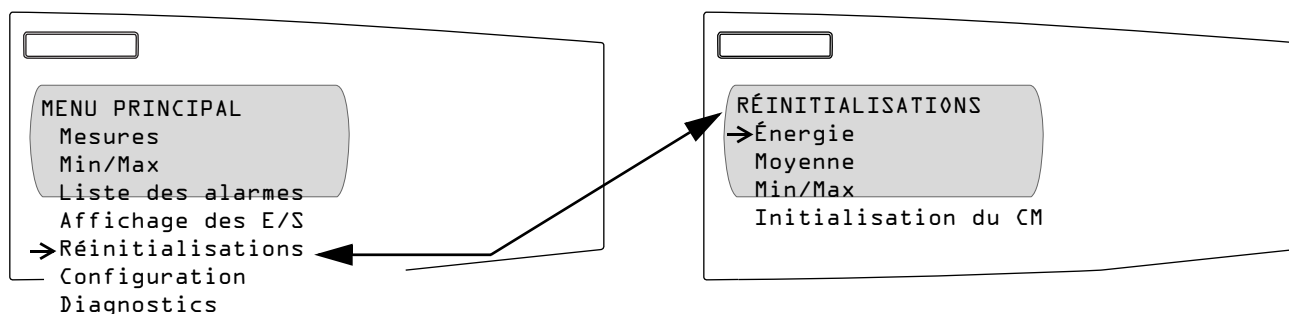 MENU PRINCIPAL
Mesures
Min/Max
Liste des alarmes
Affichage des E/S
Réinitialisations
Configuration
Diagnostics
RÉINITIALISATIONS
Énergie
Moyenne
Min/Max
Initialisation du CM